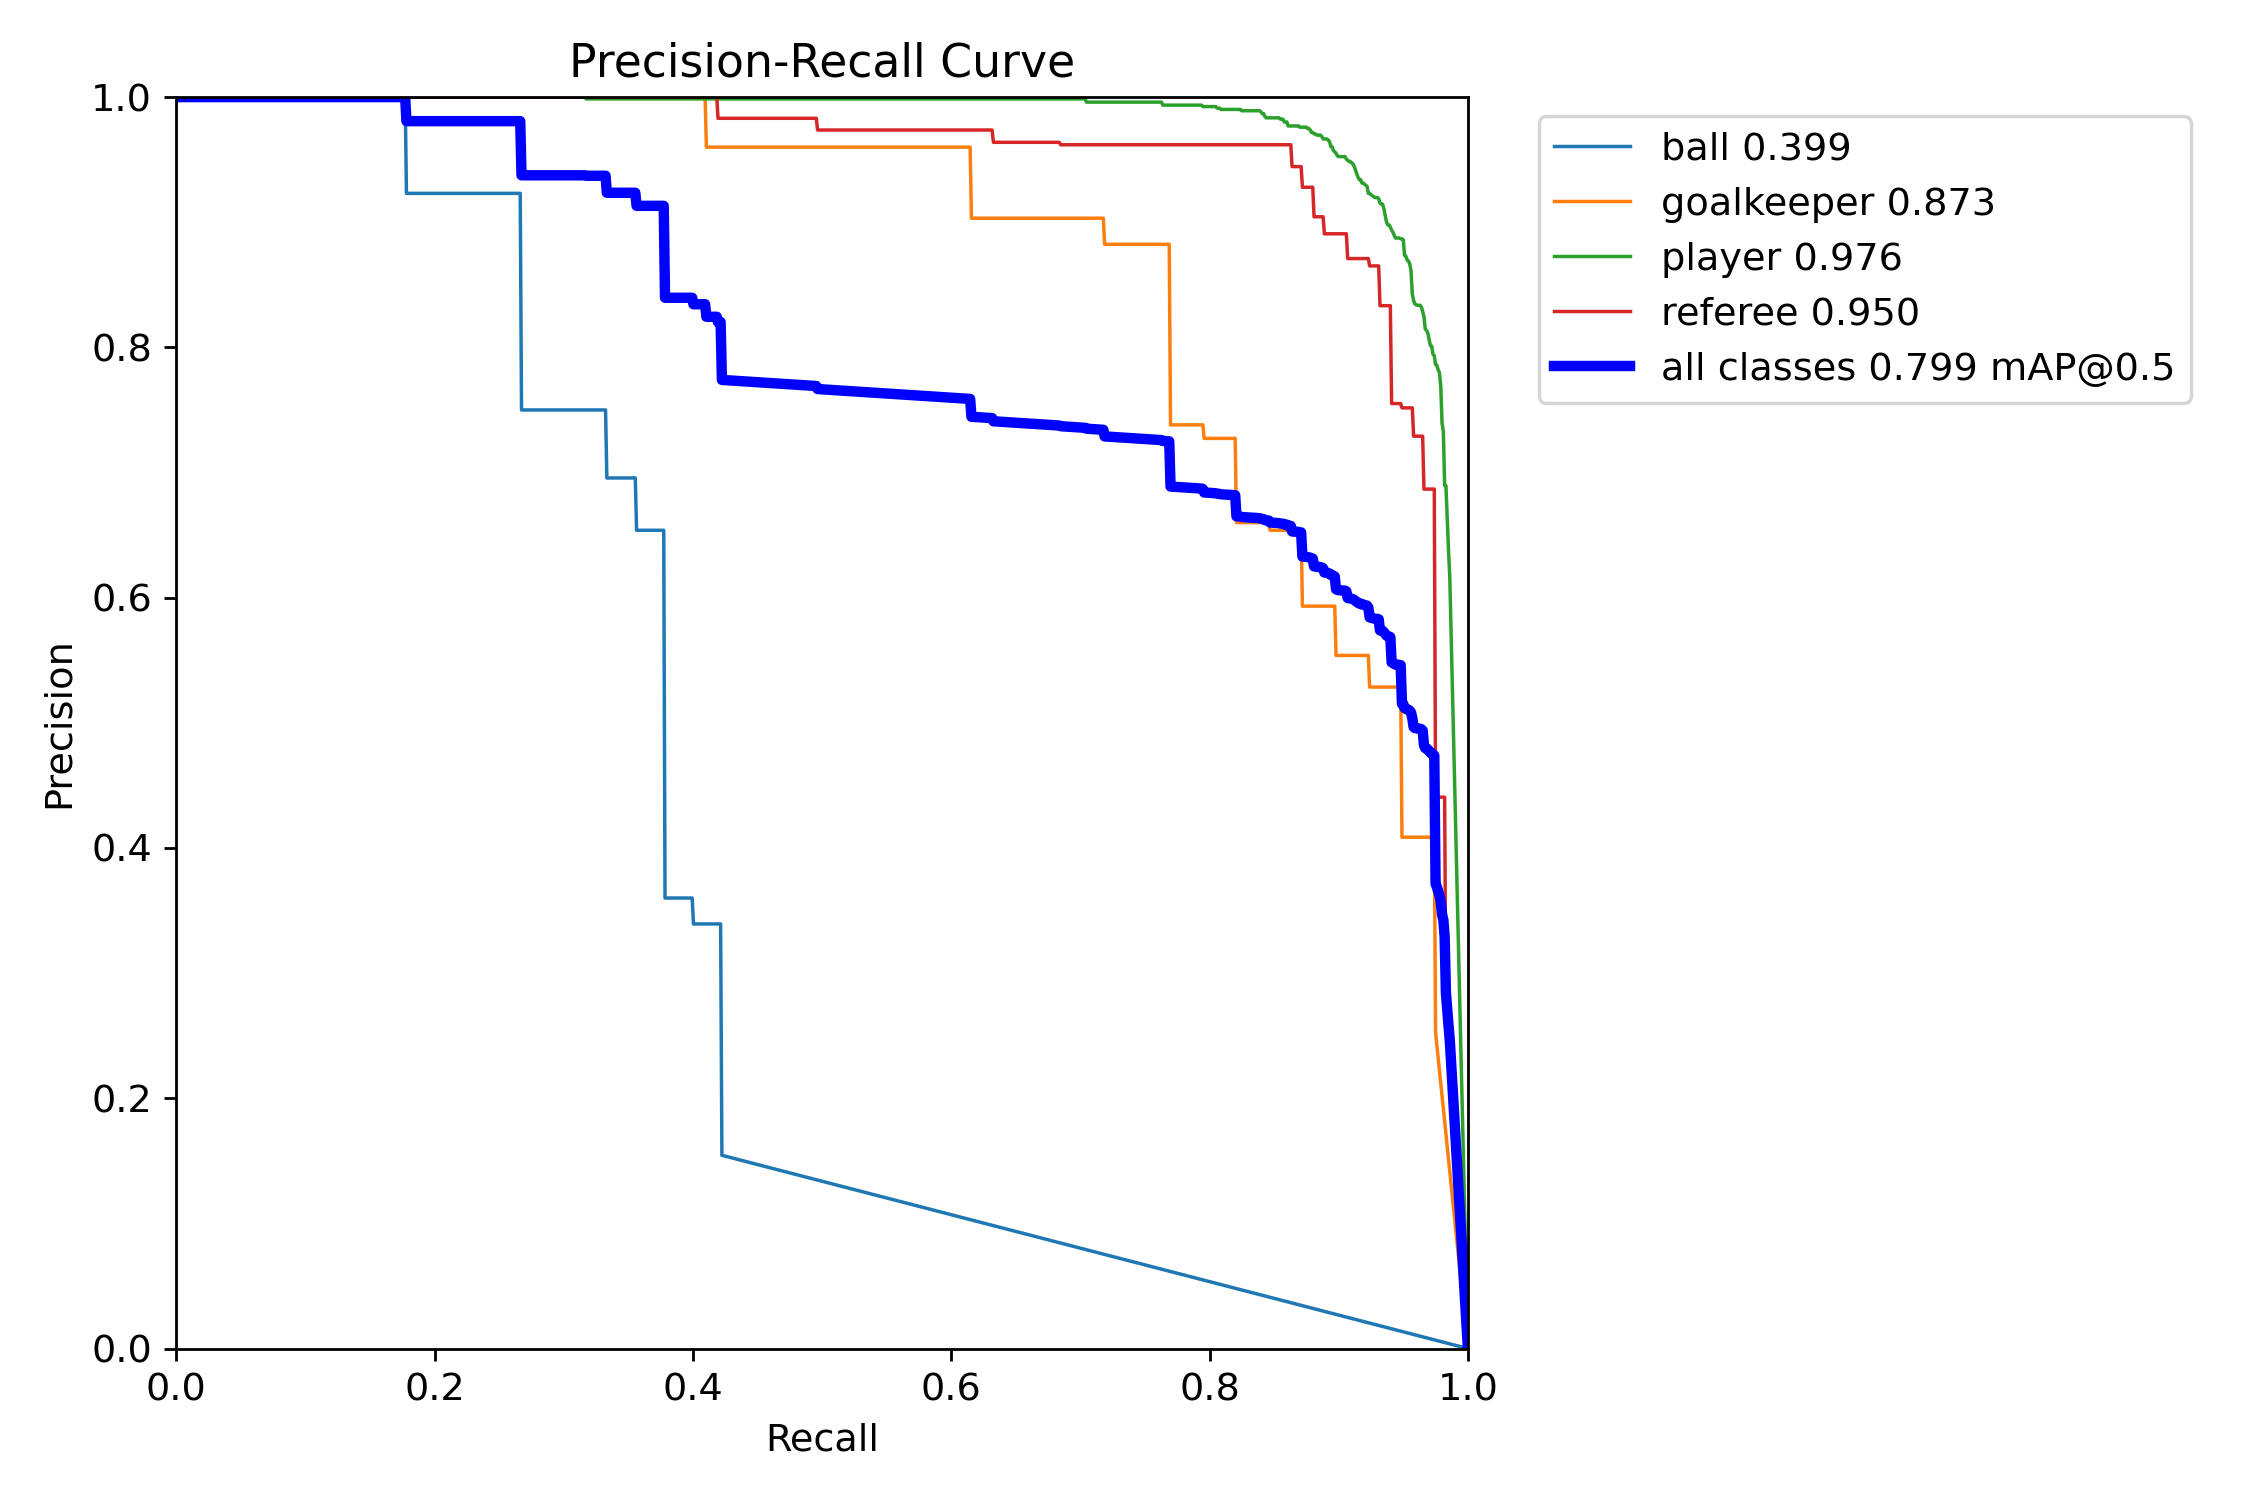 Precision-Recall Curve
1.0
0.8
0.6
0.4
0.2
0.0
Precision
0.0 0.2 0.4 0.6 0.8 1.0
Recall
ball 0.399
goalkeeper 0.873
player 0.976
referee 0.950
all classes 0.799 mAP@0.5